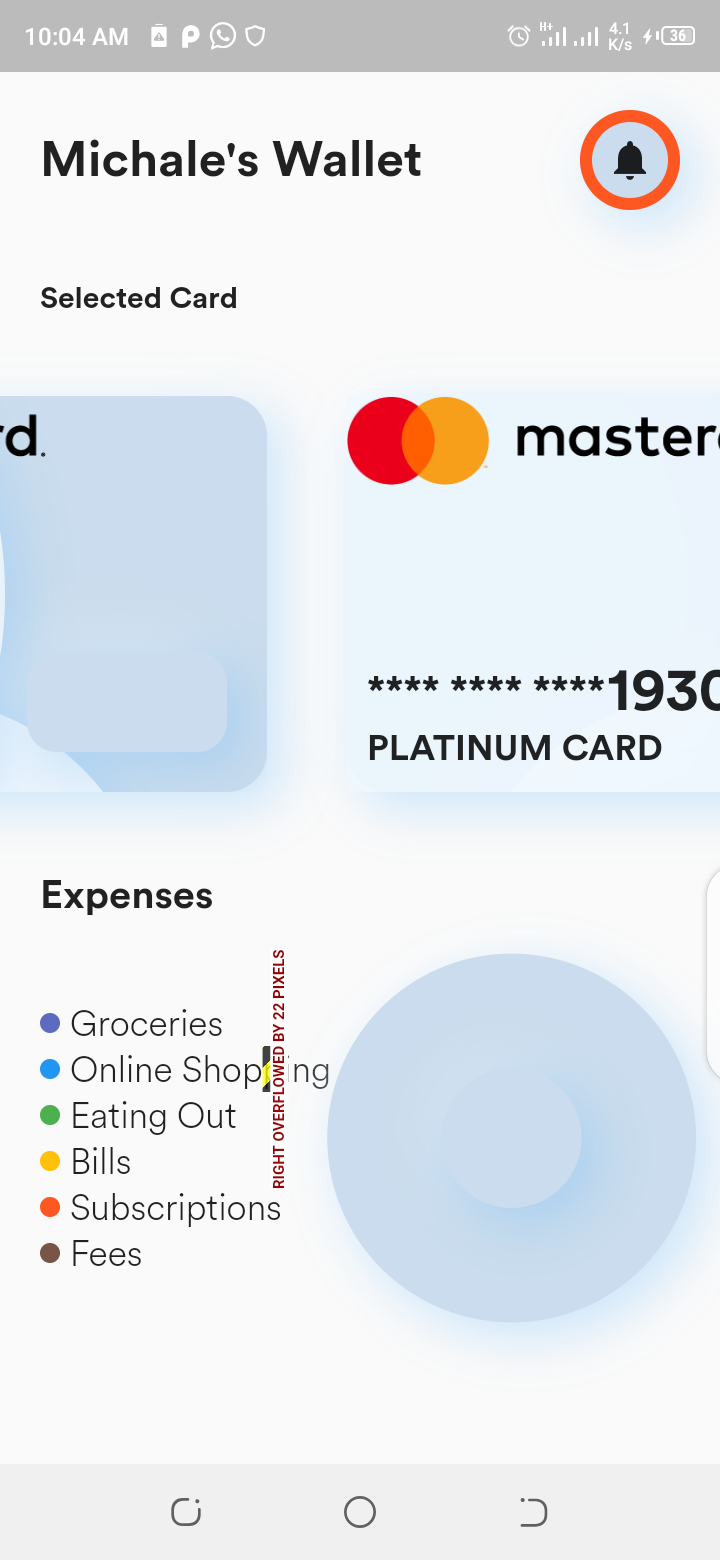 10:04 AM H+ 4.1 K/s 36
Michale's Wallet
Selected Card
rd.
masterc
**** **** ****1930
PLATINUM CARD
Expenses
Groceries
Online Shopping
Eating Out
Bills
Subscriptions
Fees
RIGHT OVERFLOWED BY 22 PIXELS